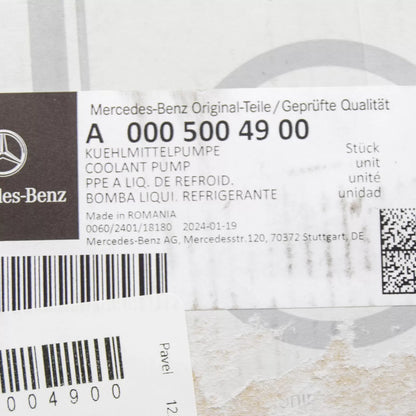 Mercedes-Benz Original-Teile/Geprüfte Qualität
A 000 500 49 00
KUEHLMITTELPUMPE Stück
COOLANT PUMP unit
PPE A LIQ. DE REFROID. unité
BOMBA LIQUI. REFRIGERANTE unidad
des-Benz
Made in ROMANIA
0060/2401/18180 2024-01-19
Mercedes-Benz AG, Mercedesstr.120, 70372 Stuttgart, DE
Pavel
12
004900